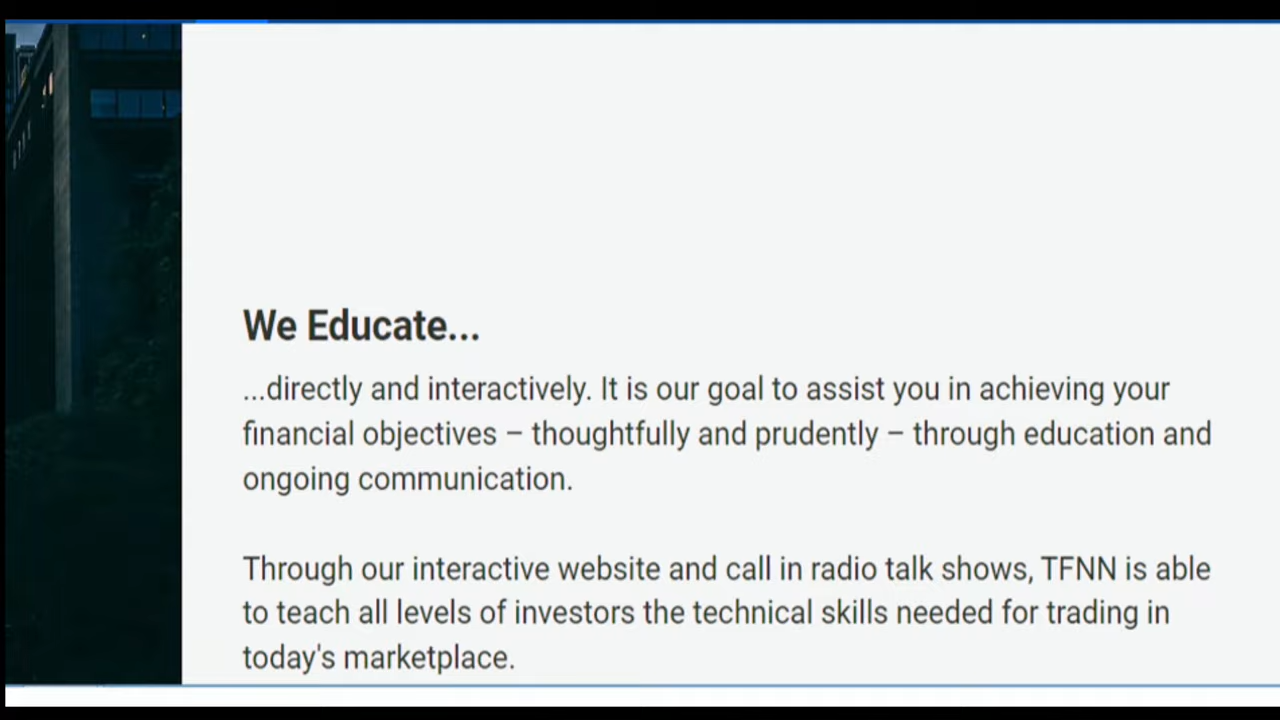 We Educate...
...directly and interactively. It is our goal to assist you in achieving your
financial objectives – thoughtfully and prudently – through education and
ongoing communication.
Through our interactive website and call in radio talk shows, TFNN is able
to teach all levels of investors the technical skills needed for trading in
today's marketplace.